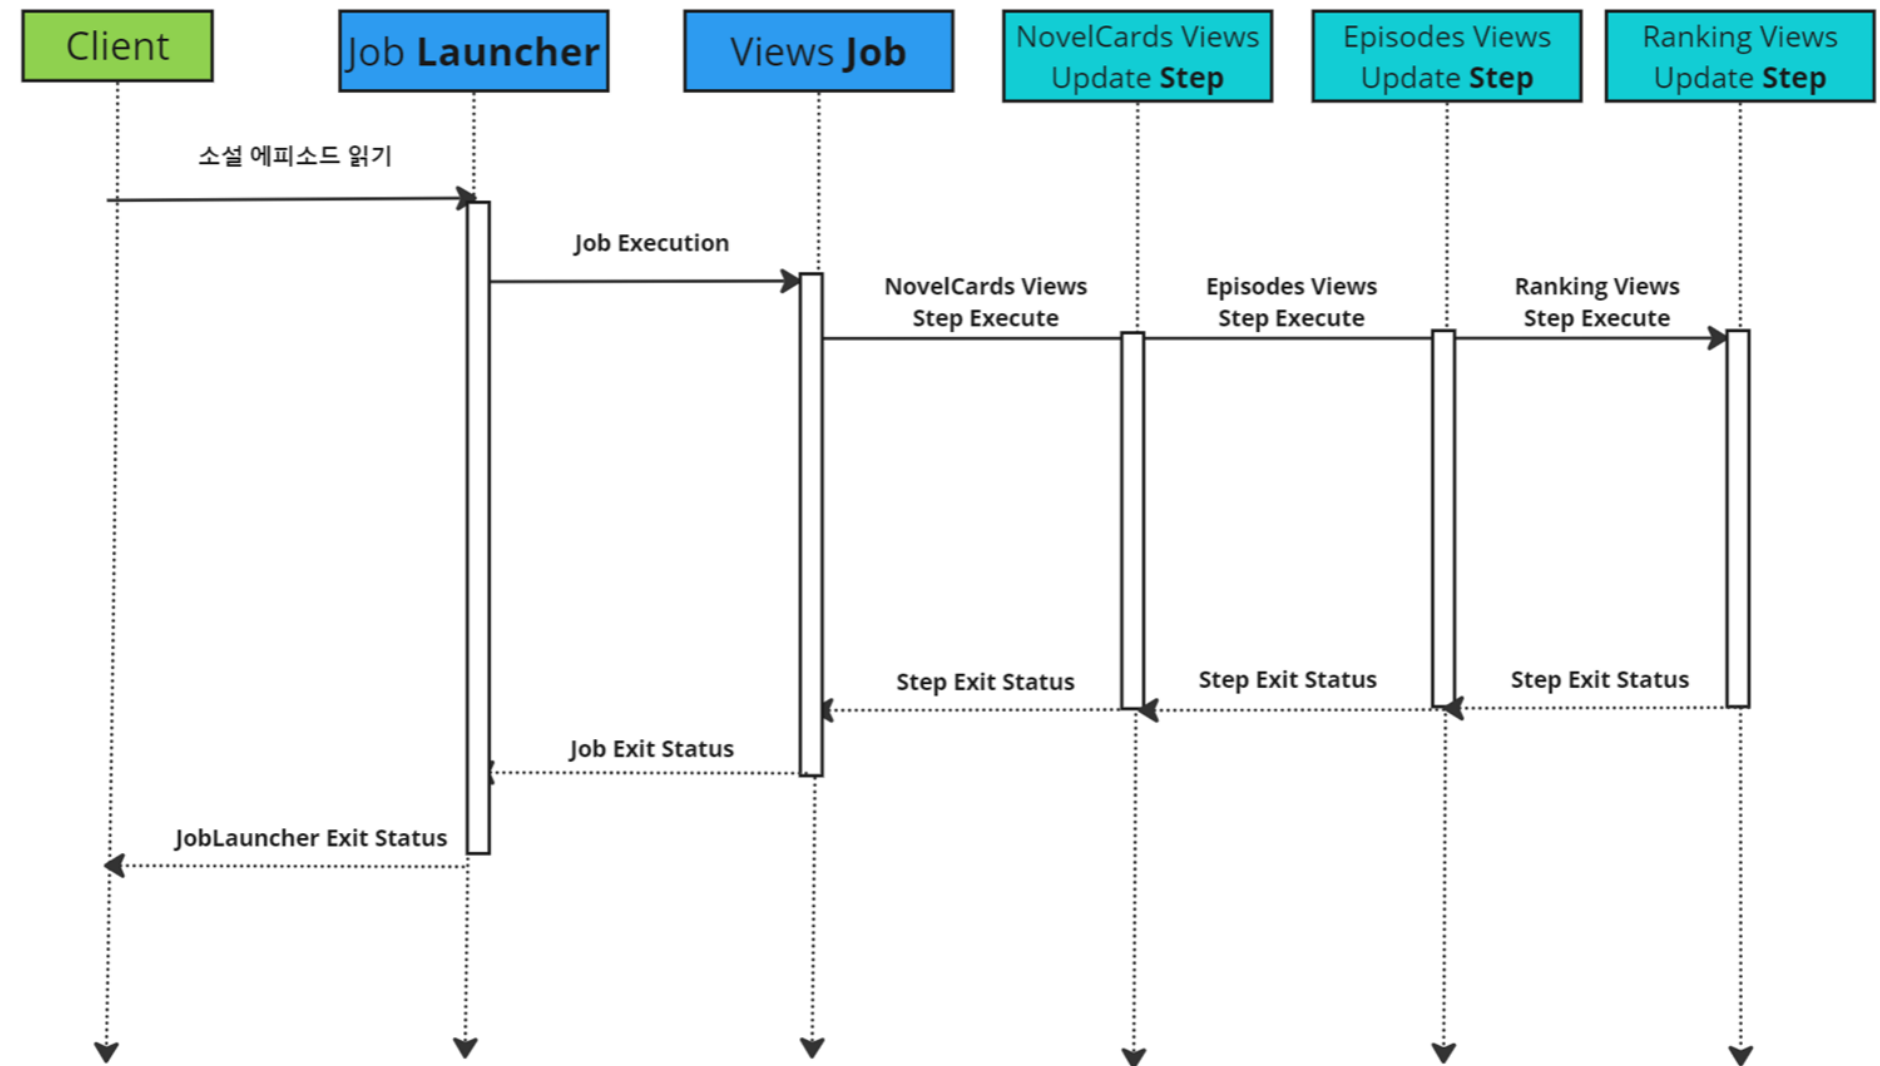 Client
Job Launcher
Views Job
NovelCards Views
Update Step
Episodes Views
Update Step
Ranking Views
Update Step
소설 에피소드 읽기
Job Execution
NovelCards Views
Step Execute
Episodes Views
Step Execute
Ranking Views
Step Execute
Step Exit Status
Step Exit Status
Step Exit Status
Job Exit Status
JobLauncher Exit Status